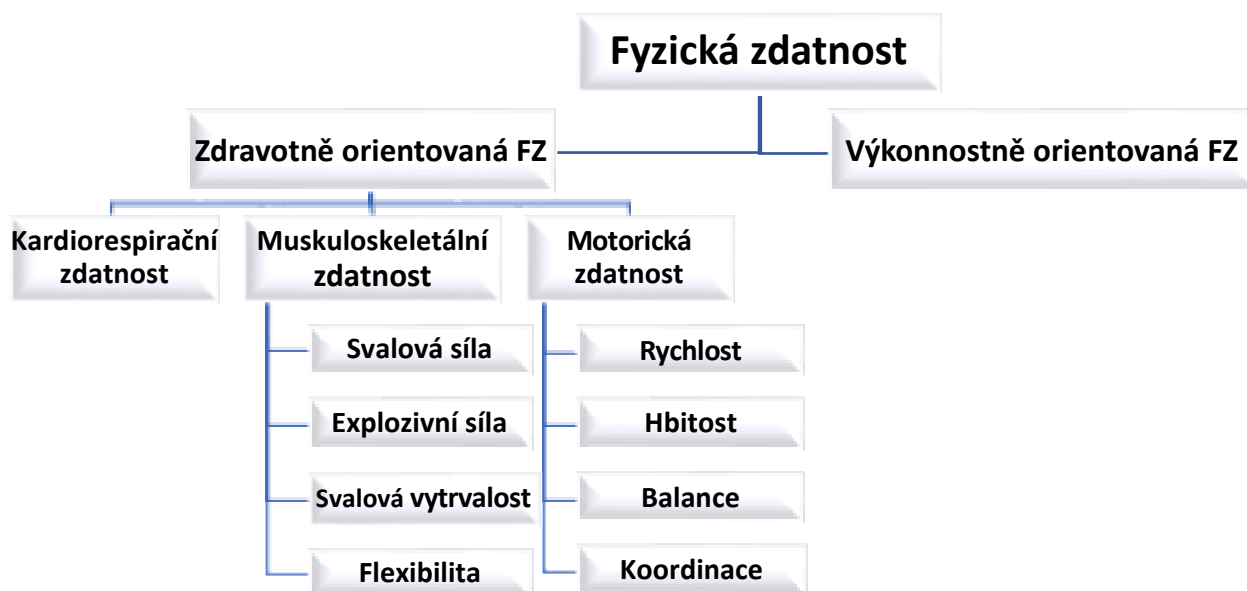 Fyzická zdatnost
Zdravotně orientovaná FZ
Výkonnostně orientovaná FZ
Kardiorespirační
zdatnost
Muskuloskeletální
zdatnost
Motorická
zdatnost
Svalová síla
Explozivní síla
Svalová vytrvalost
Flexibilita
Rychlost
Hbitost
Balance
Koordinace